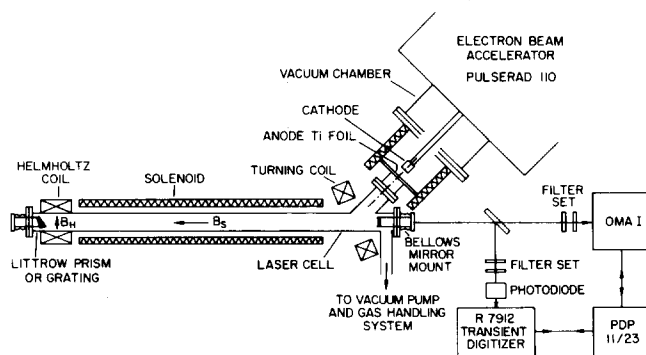 ELECTRON BEAM
ACCELERATOR
PULSERAD 110
VACUUM CHAMBER
CATHODE
ANODE Ti FOIL
TURNING COIL
HELMHOLTZ
COIL
SOLENOID
B_H
B_S
LITTROW PRISM
OR GRATING
LASER CELL
BELLOWS
MIRROR
MOUNT
TO VACUUM PUMP
AND GAS HANDLING
SYSTEM
FILTER
SET
OMA I
FILTER SET
PHOTODIODE
R 7912
TRANSIENT
DIGITIZER
PDP
11/23